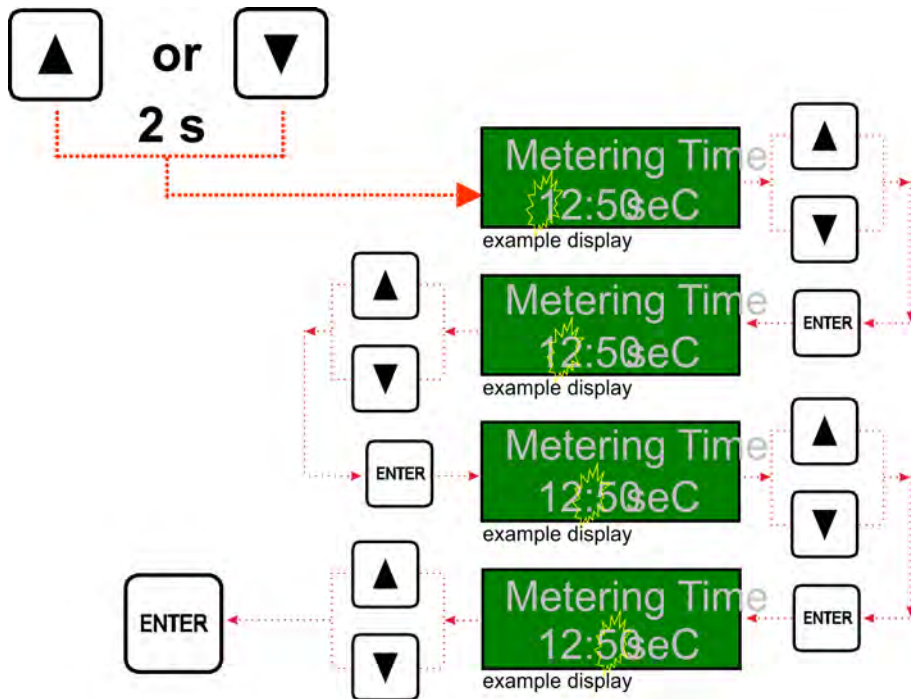 ▲ or ▼
2 s
Metering Time
12:50seC
example display
▲
▼
ENTER
Metering Time
12:50seC
example display
▲
▼
ENTER
Metering Time
12:50seC
example display
▲
▼
ENTER
Metering Time
12:50seC
example display
▲
▼
ENTER